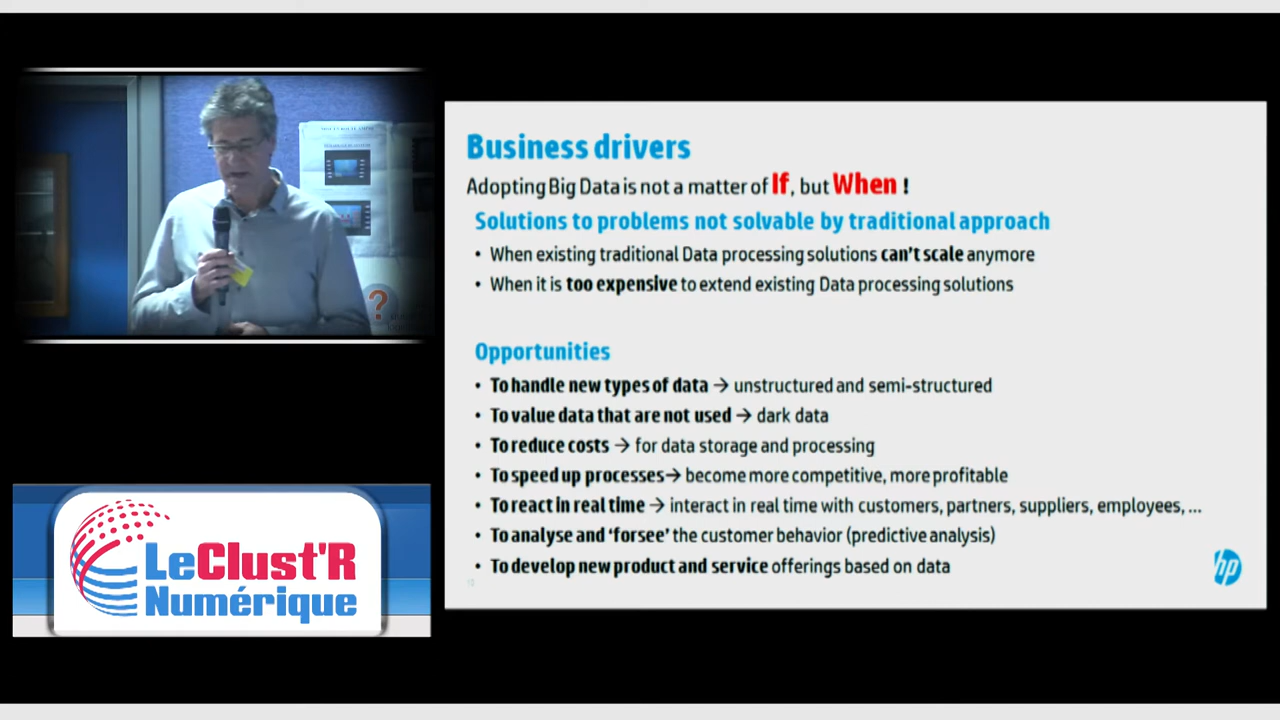 Business drivers
Adopting Big Data is not a matter of If, but When !
Solutions to problems not solvable by traditional approach
• When existing traditional Data processing solutions can't scale anymore
• When it is too expensive to extend existing Data processing solutions
Opportunities
• To handle new types of data → unstructured and semi-structured
• To value data that are not used → dark data
• To reduce costs → for data storage and processing
• To speed up processes→ become more competitive, more profitable
• To react in real time → interact in real time with customers, partners, suppliers, employees, ...
• To analyse and 'forsee' the customer behavior (predictive analysis)
• To develop new product and service offerings based on data
hp
LeClust'R
Numérique
?